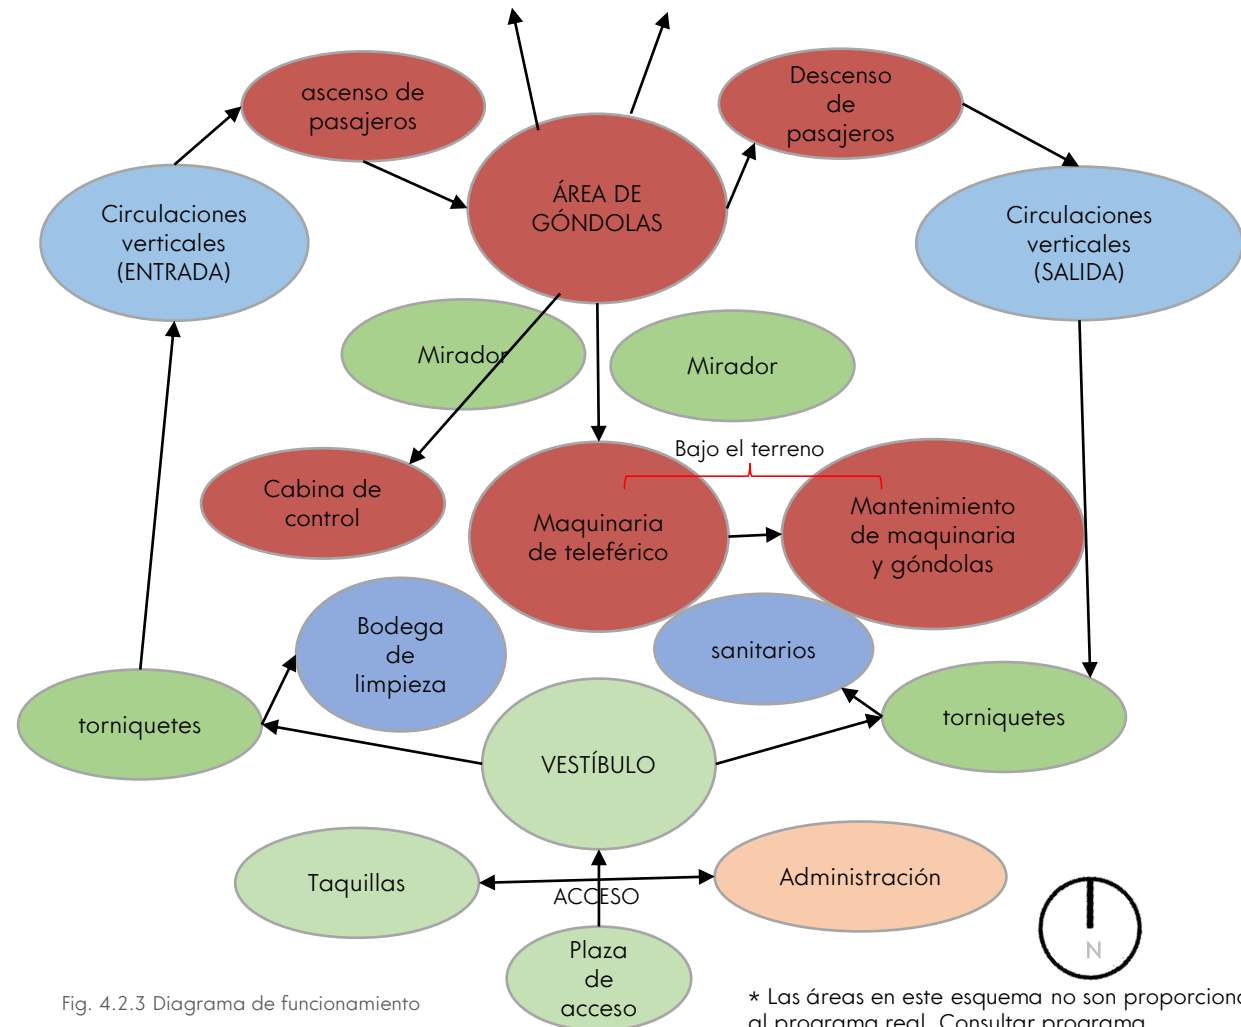 ascenso de
pasajeros
Descenso
de
pasajeros
ÁREA DE
GÓNDOLAS
Circulaciones
verticales
(ENTRADA)
Circulaciones
verticales
(SALIDA)
Mirador
Mirador
Bajo el terreno
Cabina de
control
Maquinaria
de teleférico
Mantenimiento
de maquinaria
y góndolas
Bodega
de
limpieza
sanitarios
torniquetes
torniquetes
VESTÍBULO
Taquillas
Administración
ACCESO
Plaza
de
acceso
N
Fig. 4.2.3 Diagrama de funcionamiento
* Las áreas en este esquema no son proporciona
al programa real. Consultar programa